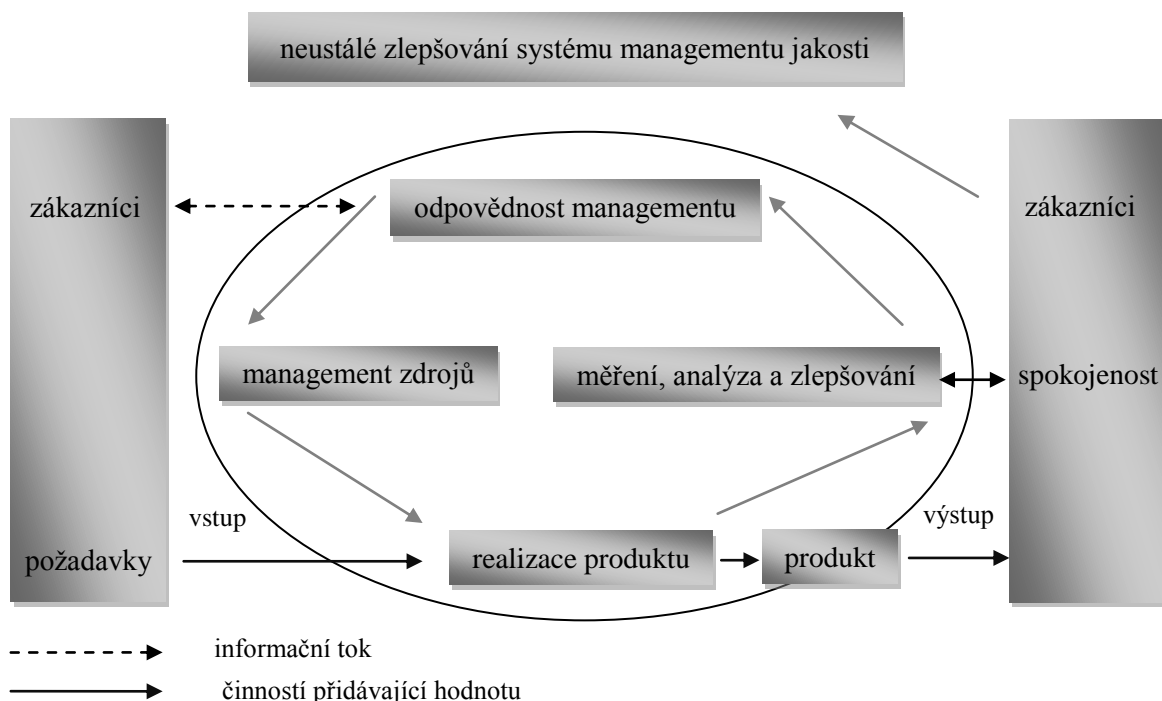 neustálé zlepšování systému managementu jakosti
zákazníci
odpovědnost managementu
zákazníci
management zdrojů
měření, analýza a zlepšování
spokojenost
vstup
výstup
požadavky
realizace produktu
produkt
informační tok
činností přidávající hodnotu